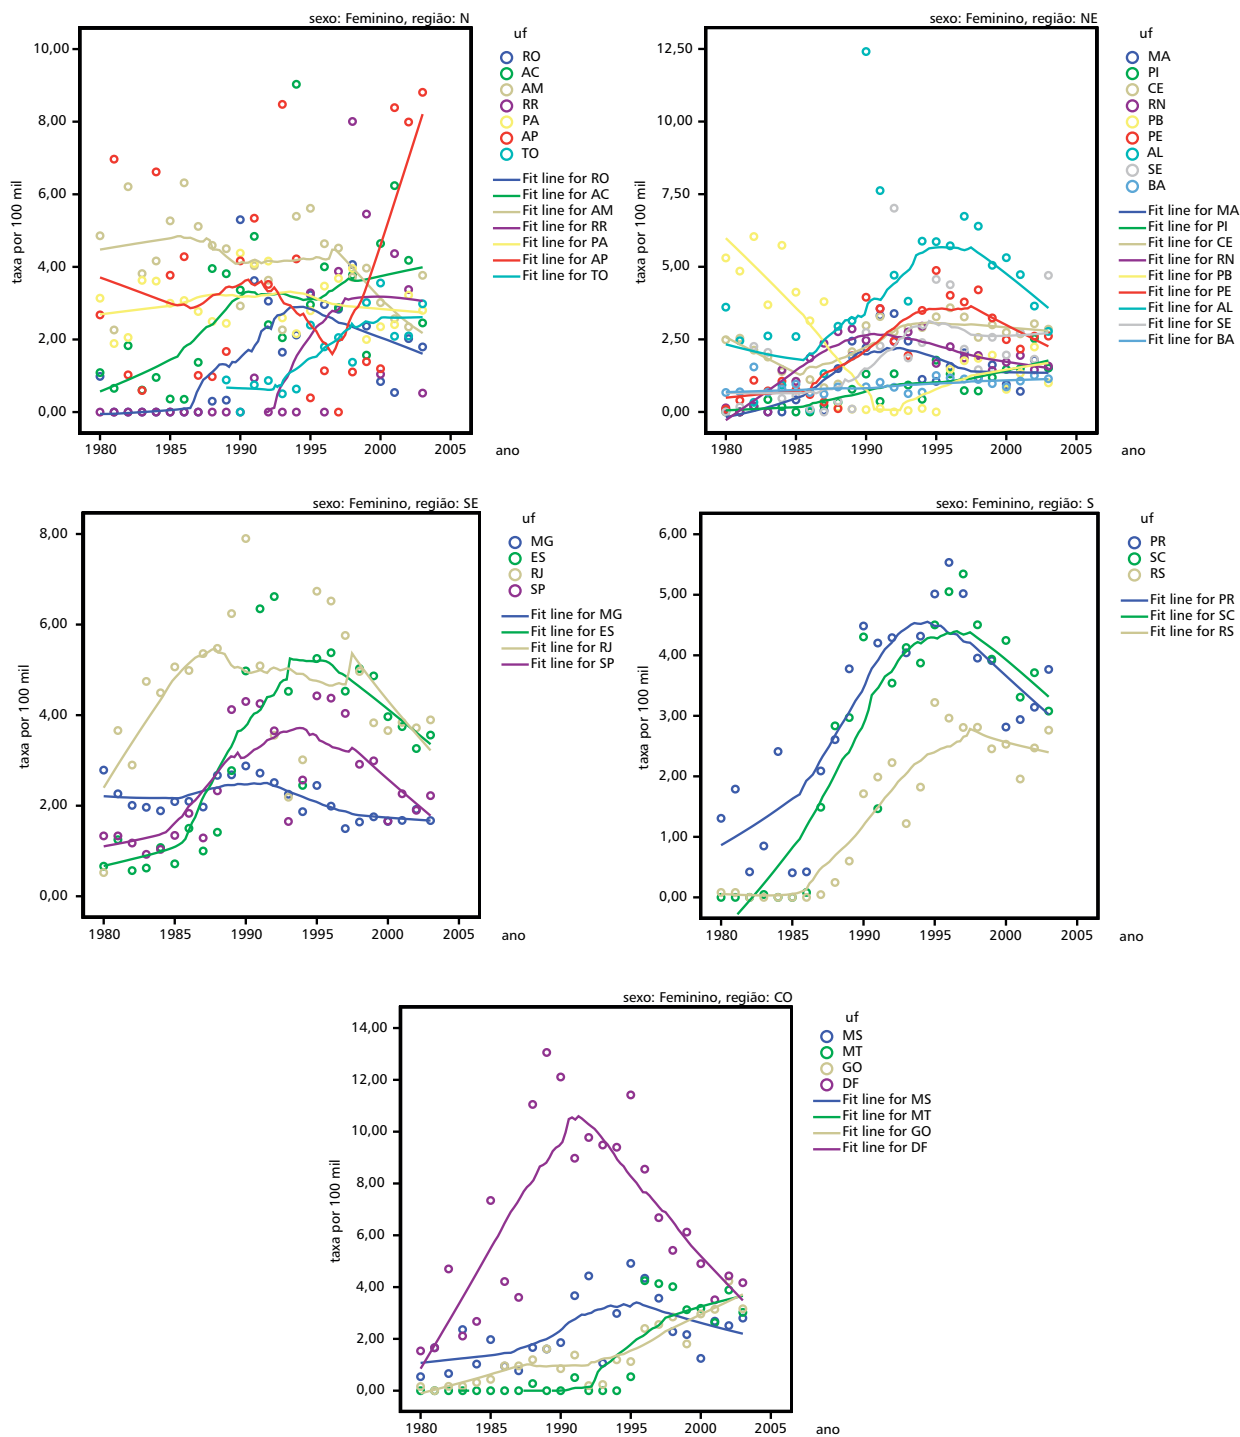 sexo: Feminino, região: N
uf
RO
AC
AM
RR
PA
AP
TO
Fit line for RO
Fit line for AC
Fit line for AM
Fit line for RR
Fit line for PA
Fit line for AP
Fit line for TO
taxa por 100 mil
10,00
8,00
6,00
4,00
2,00
0,00
1980 1985 1990 1995 2000 2005
ano
sexo: Feminino, região: NE
uf
MA
PI
CE
RN
PB
PE
AL
SE
BA
Fit line for MA
Fit line for PI
Fit line for CE
Fit line for RN
Fit line for PB
Fit line for PE
Fit line for AL
Fit line for SE
Fit line for BA
taxa por 100 mil
12,50
10,00
7,50
5,00
2,50
0,00
1980 1985 1990 1995 2000 2005
ano
sexo: Feminino, região: SE
uf
MG
ES
RJ
SP
Fit line for MG
Fit line for ES
Fit line for RJ
Fit line for SP
taxa por 100 mil
8,00
6,00
4,00
2,00
0,00
1980 1985 1990 1995 2000 2005
ano
sexo: Feminino, região: S
uf
PR
SC
RS
Fit line for PR
Fit line for SC
Fit line for RS
taxa por 100 mil
6,00
5,00
4,00
3,00
2,00
1,00
0,00
1980 1985 1990 1995 2000 2005
ano
sexo: Feminino, região: CO
uf
MS
MT
GO
DF
Fit line for MS
Fit line for MT
Fit line for GO
Fit line for DF
taxa por 100 mil
14,00
12,00
10,00
8,00
6,00
4,00
2,00
0,00
1980 1985 1990 1995 2000 2005
ano